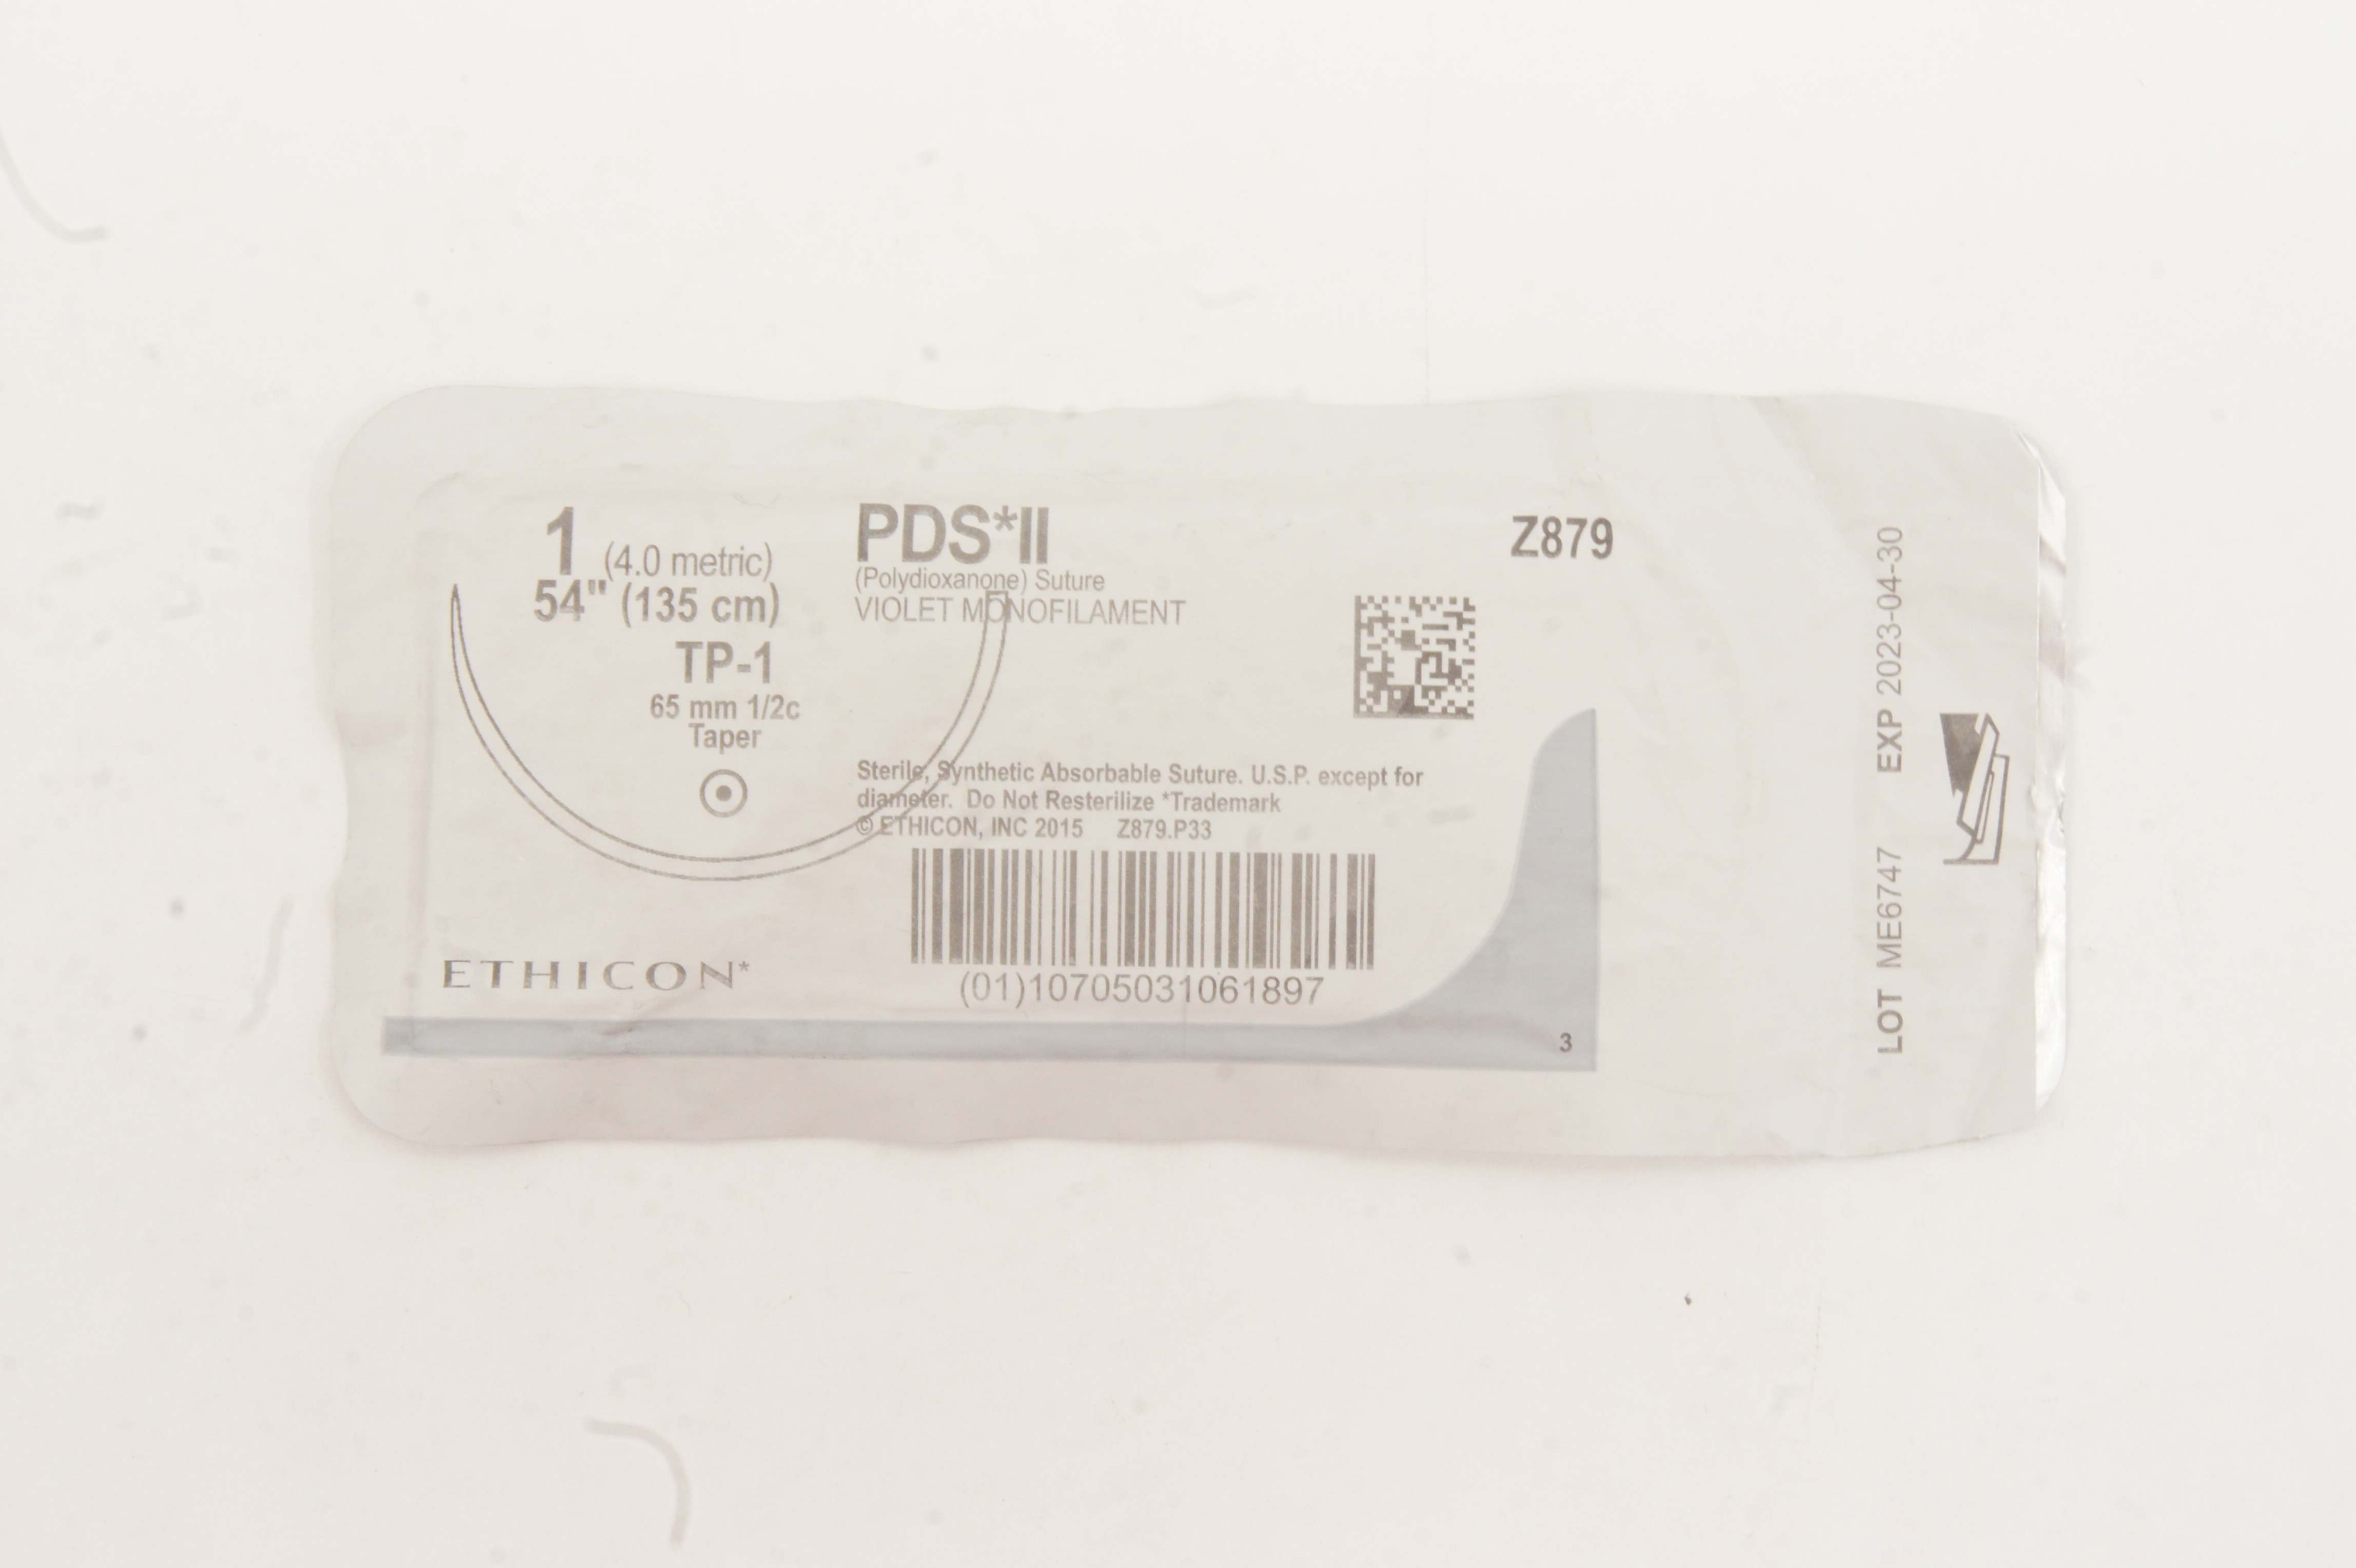 1 (4.0 metric)
54" (135 cm)
TP-1
65 mm 1/2c
Taper
PDS*II
(Polydioxanone) Suture
VIOLET MONOFILAMENT
Z879
Sterile, Synthetic Absorbable Suture. U.S.P. except for
diameter. Do Not Resterilize *Trademark
© ETHICON, INC 2015 Z879.P33
(01)10705031061897
ETHICON*
3
LOT ME6747 EXP 2023-04-30